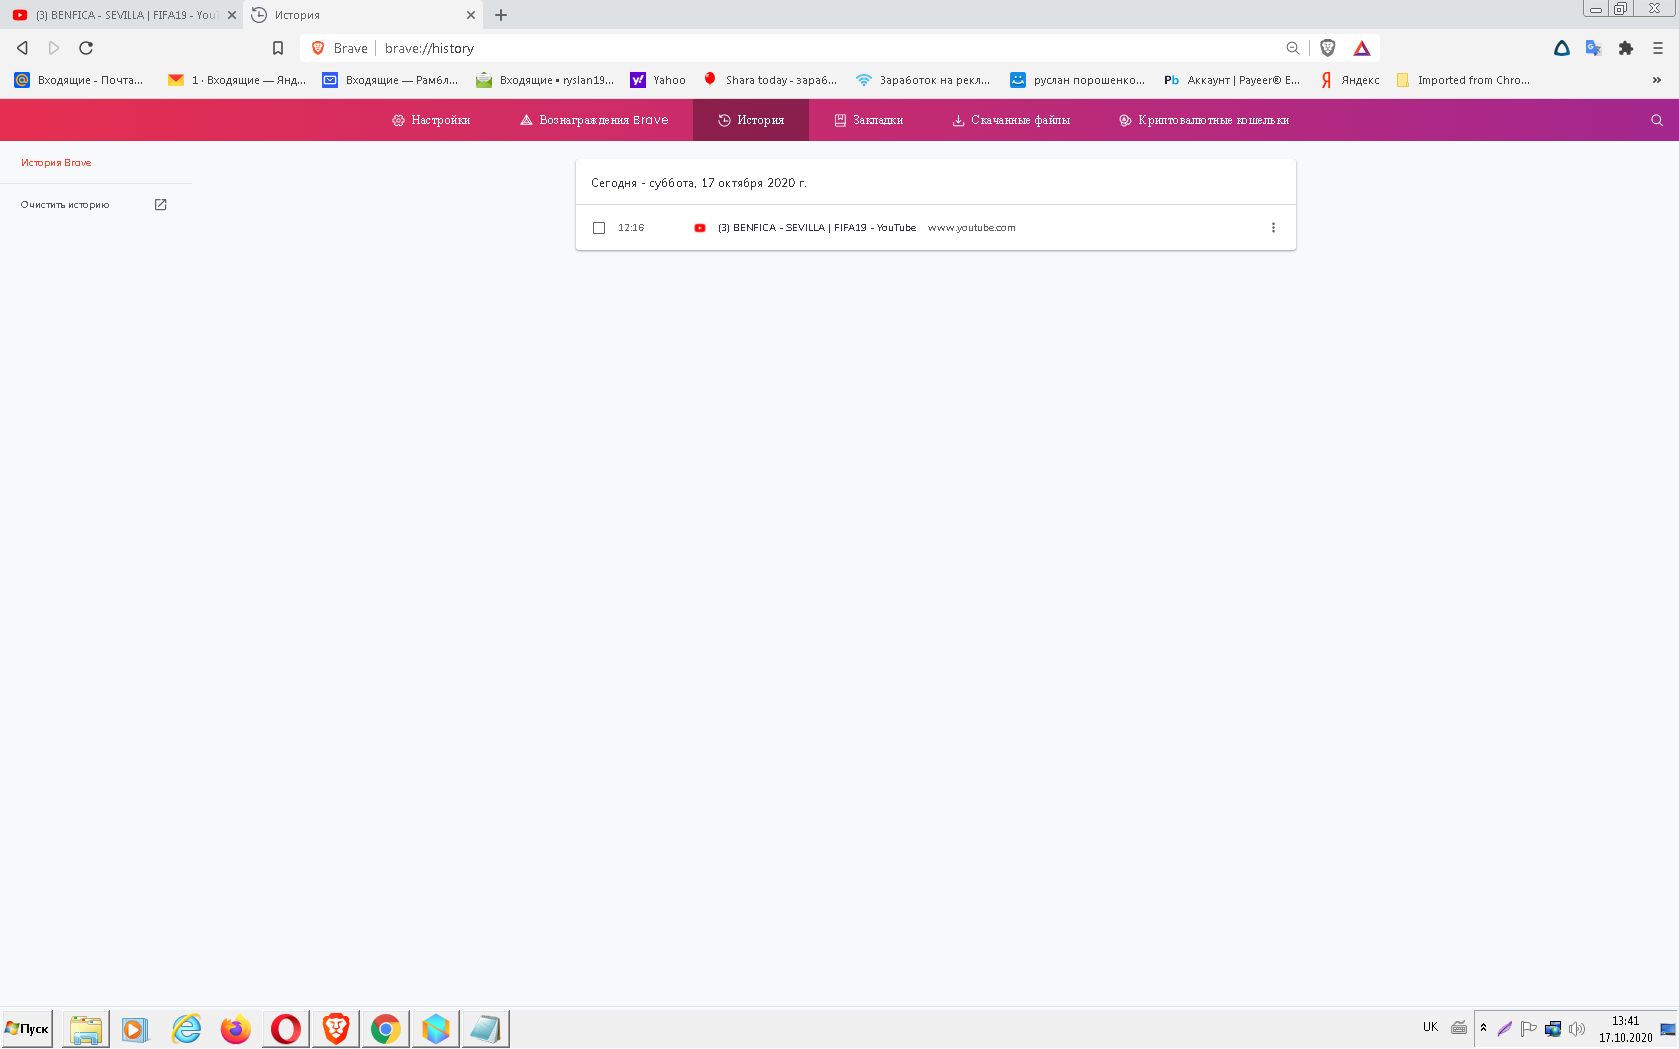 (3) BENFICA - SEVILLA | FIFA19 - You
История
Brave
brave://history
Входящие - Почта...
1 · Входящие — Янд...
Входящие — Рамбл...
Входящие • ryslan19...
Yahoo
Shara today - зараб...
Заработок на рекл...
руслан порошенко...
Pb Аккаунт | Payeer® E...
Яндекс
Imported from Chro...
»
Настройки
Вознаграждения Brave
История
Закладки
Скачанные файлы
Криптовалютные кошельки
История Brave
Очистить историю
Сегодня - суббота, 17 октября 2020 г.
12:16 (3) BENFICA - SEVILLA | FIFA19 - YouTube www.youtube.com
Пуск
UK
13:41
17.10.2020